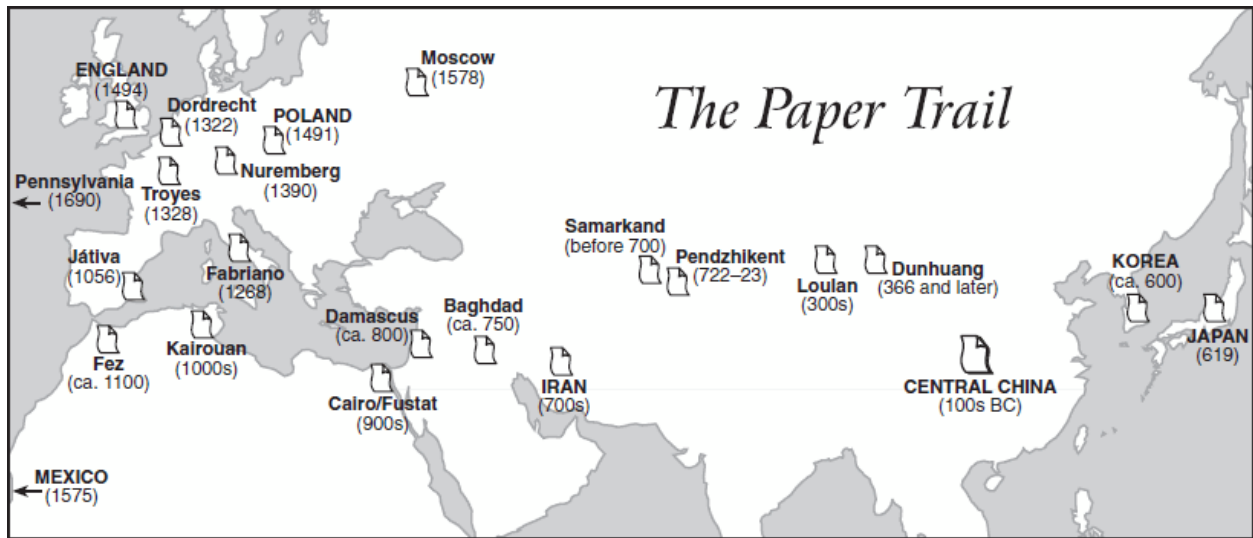 The Paper Trail
Moscow
(1578)
ENGLAND
(1494)
Dordrecht
(1322)
POLAND
(1491)
Nuremberg
(1390)
Pennsylvania
(1690)
Troyes
(1328)
Játiva
(1056)
Fabriano
(1268)
Samarkand
(before 700)
Pendzhikent
(722–23)
Loulan
(300s)
Dunhuang
(366 and later)
KOREA
(ca. 600)
JAPAN
(619)
Damascus
(ca. 800)
Baghdad
(ca. 750)
Fez
(ca. 1100)
Kairouan
(1000s)
Cairo/Fustat
(900s)
IRAN
(700s)
CENTRAL CHINA
(100s BC)
MEXICO
(1575)